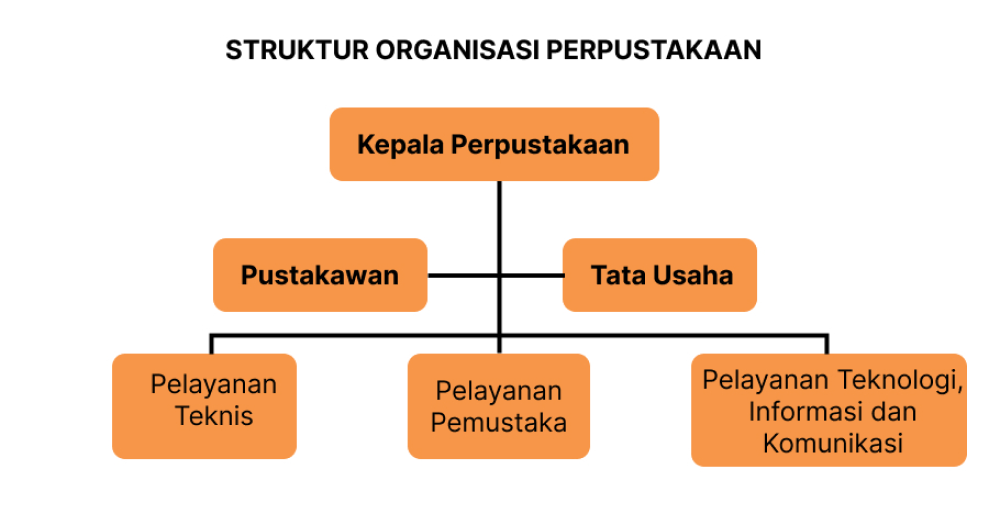 STRUKTUR ORGANISASI PERPUSTAKAAN
Kepala Perpustakaan
Pustakawan
Tata Usaha
Pelayanan
Teknis
Pelayanan
Pemustaka
Pelayanan Teknologi,
Informasi dan
Komunikasi